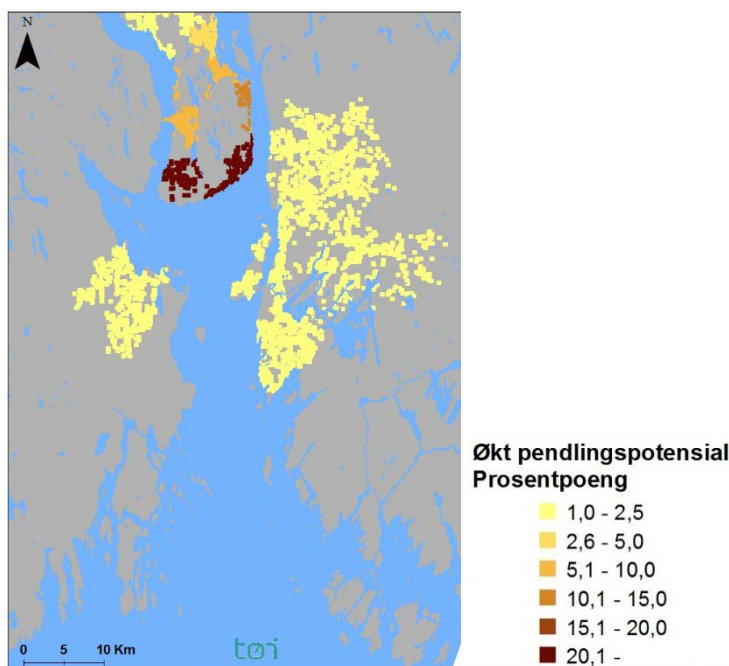 N
0 5 10 Km
tøi
Økt pendlingspotensial
Prosentpoeng
1,0 - 2,5
2,6 - 5,0
5,1 - 10,0
10,1 - 15,0
15,1 - 20,0
20,1 -